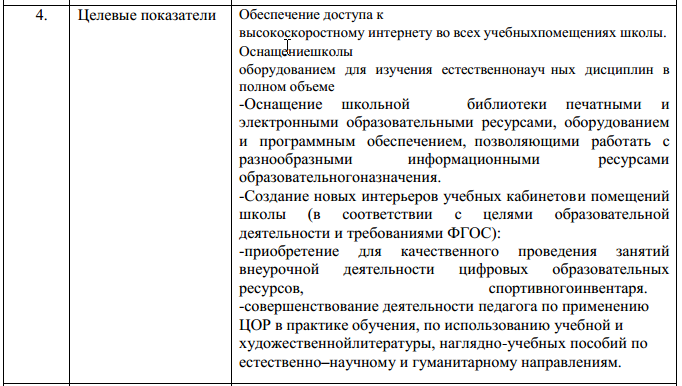 4. Целевые показатели Обеспечение доступа к
высокоскоростному интернету во всех учебныхпомещениях школы.
Оснащениешколы
оборудованием для изучения естественнонауч ных дисциплин в
полном объеме
-Оснащение школьной библиотеки печатными и
электронными образовательными ресурсами, оборудованием
и программным обеспечением, позволяющими работать с
разнообразными информационными ресурсами
образовательногоназначения.
-Создание новых интерьеров учебных кабинетови помещений
школы (в соответствии с целями образовательной
деятельности и требованиями ФГОС):
-приобретение для качественного проведения занятий
внеурочной деятельности цифровых образовательных
ресурсов, спортивногоинвентаря.
-совершенствование деятельности педагога по применению
ЦОР в практике обучения, по использованию учебной и
художественнойлитературы, наглядно-учебных пособий по
естественно–научному и гуманитарному направлениям.